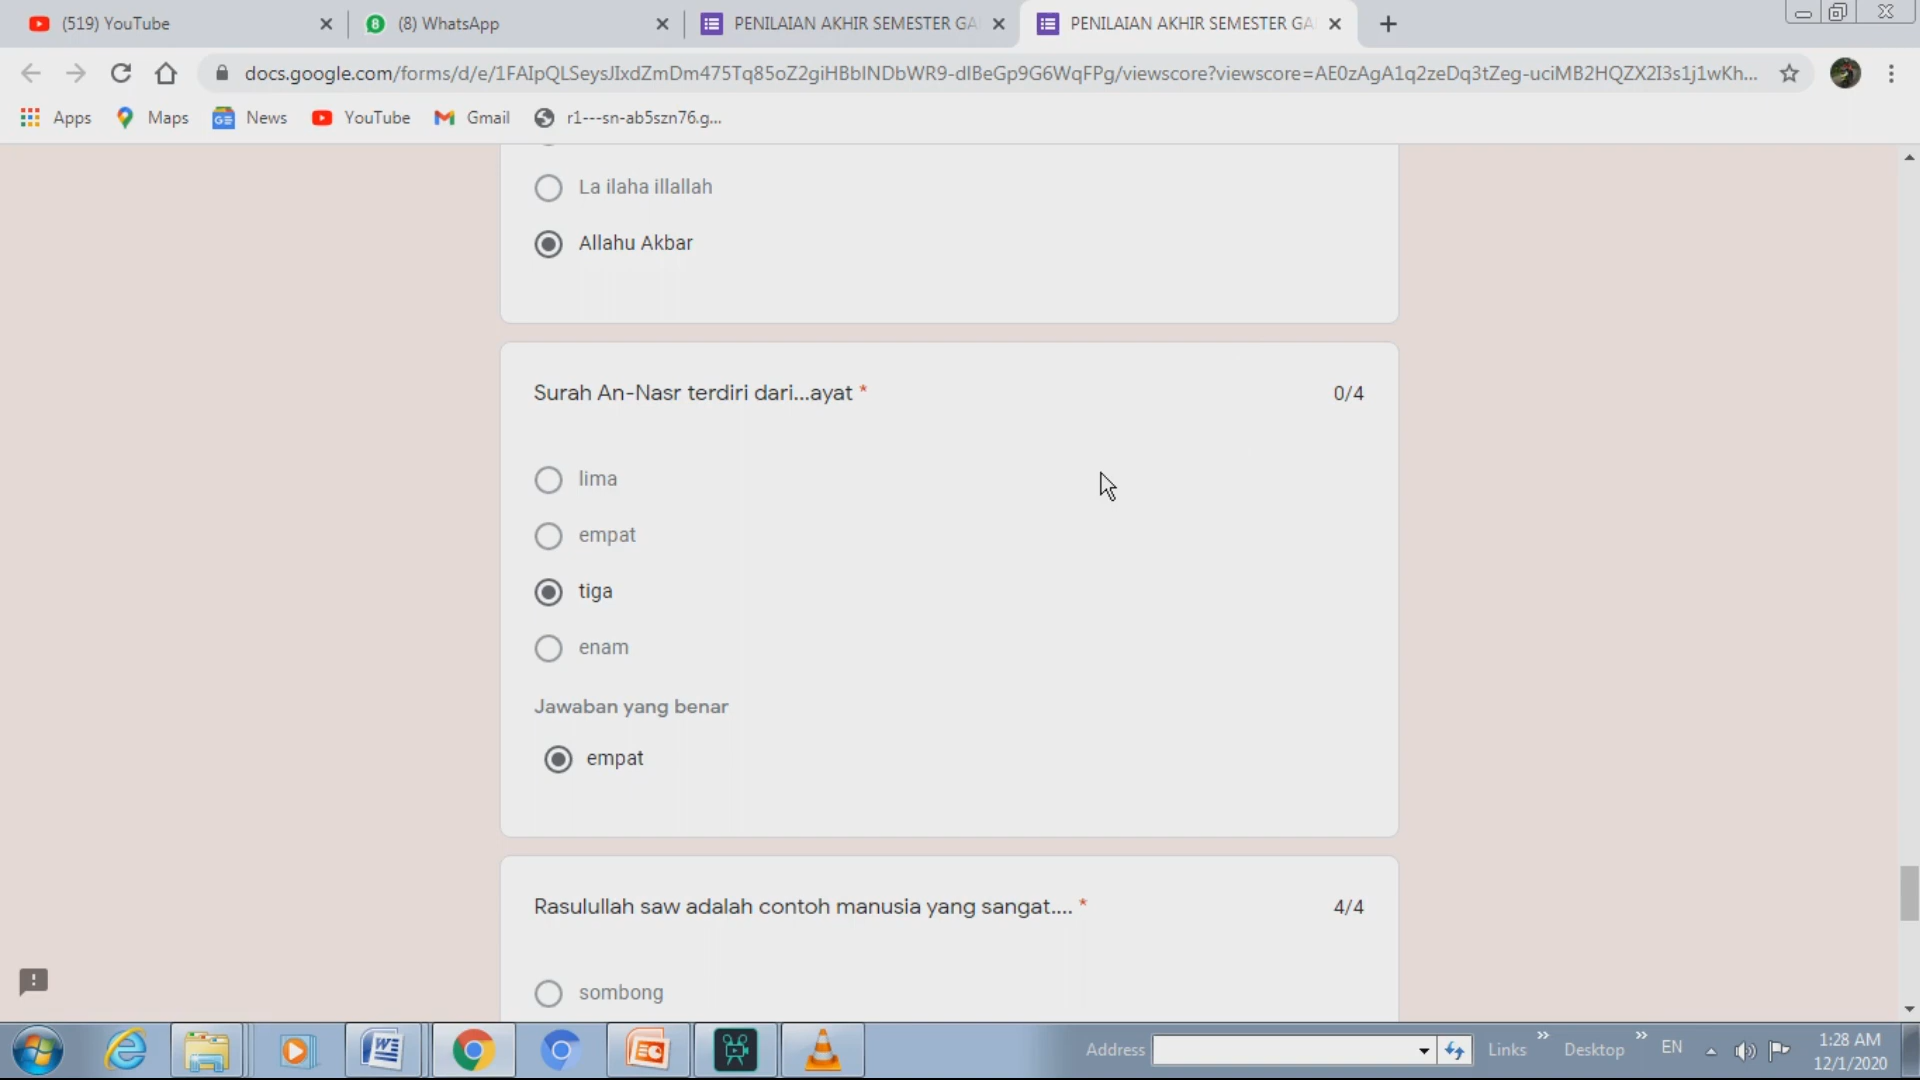 (519) YouTube
8
(8) WhatsApp
PENILAIAN AKHIR SEMESTER GA
PENILAIAN AKHIR SEMESTER GA
docs.google.com/forms/d/e/1FAIpQLSeysJIxdZmDm475Tq85oZ2giHBbINDbWR9-dIBeGp9G6WqFPg/viewscore?viewscore=AE0zAgA1q2zeDq3tZeg-uciMB2HQZX2I3s1j1wKh...
Apps
Maps
News
YouTube
Gmail
r1---sn-ab5szn76.g...
La ilaha illallah
Allahu Akbar
Surah An-Nasr terdiri dari...ayat *
0/4
lima
empat
tiga
enam
Jawaban yang benar
empat
Rasulullah saw adalah contoh manusia yang sangat.... *
4/4
sombong
Address
Links
Desktop
EN
1:28 AM
12/1/2020